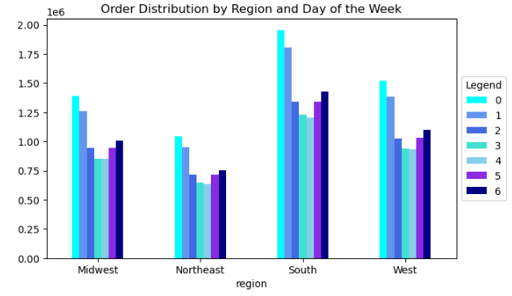 Order Distribution by Region and Day of the Week
1e6
2.00
1.75
1.50
1.25
1.00
0.75
0.50
0.25
0.00
Midwest
Northeast
South
West
region
Legend
0
1
2
3
4
5
6